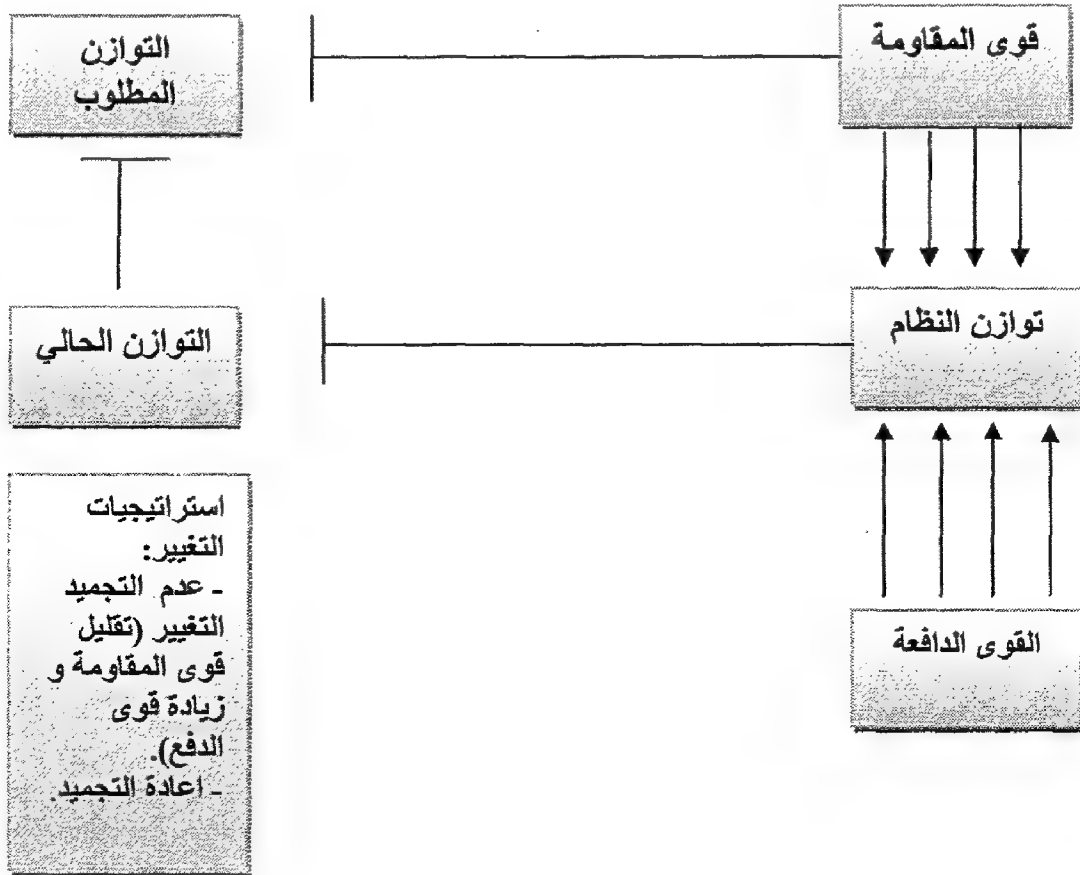 قوى المقاومة
التوازن
المطلوب
توازن النظام
التوازن الحالي
القوى الدافعة
استراتيجيات
التغيير:
- عدم التجميد
التغيير (تقليل
قوى المقاومة و
زيادة قوى
الدفع).
- اعادة التجميد.